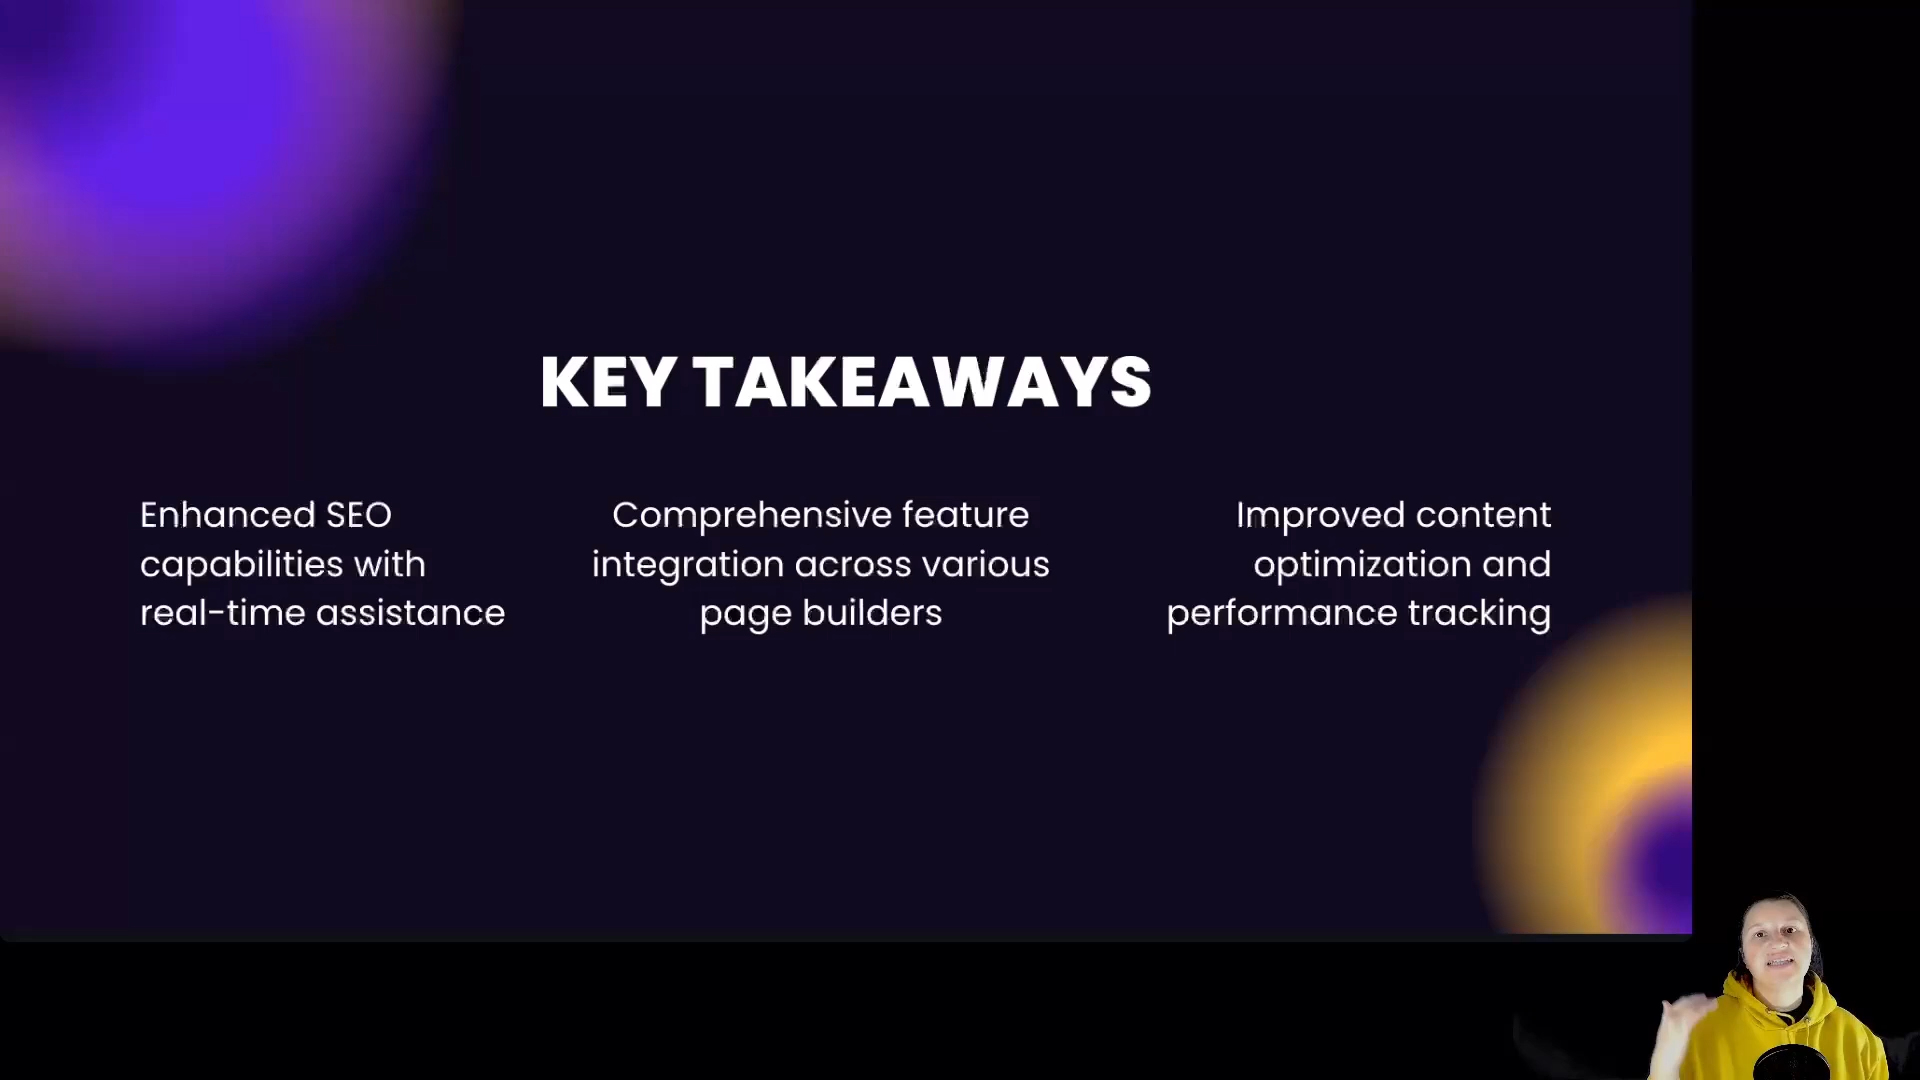 KEY TAKEAWAYS
Enhanced SEO
capabilities with
real-time assistance
Comprehensive feature
integration across various
page builders
Improved content
optimization and
performance tracking